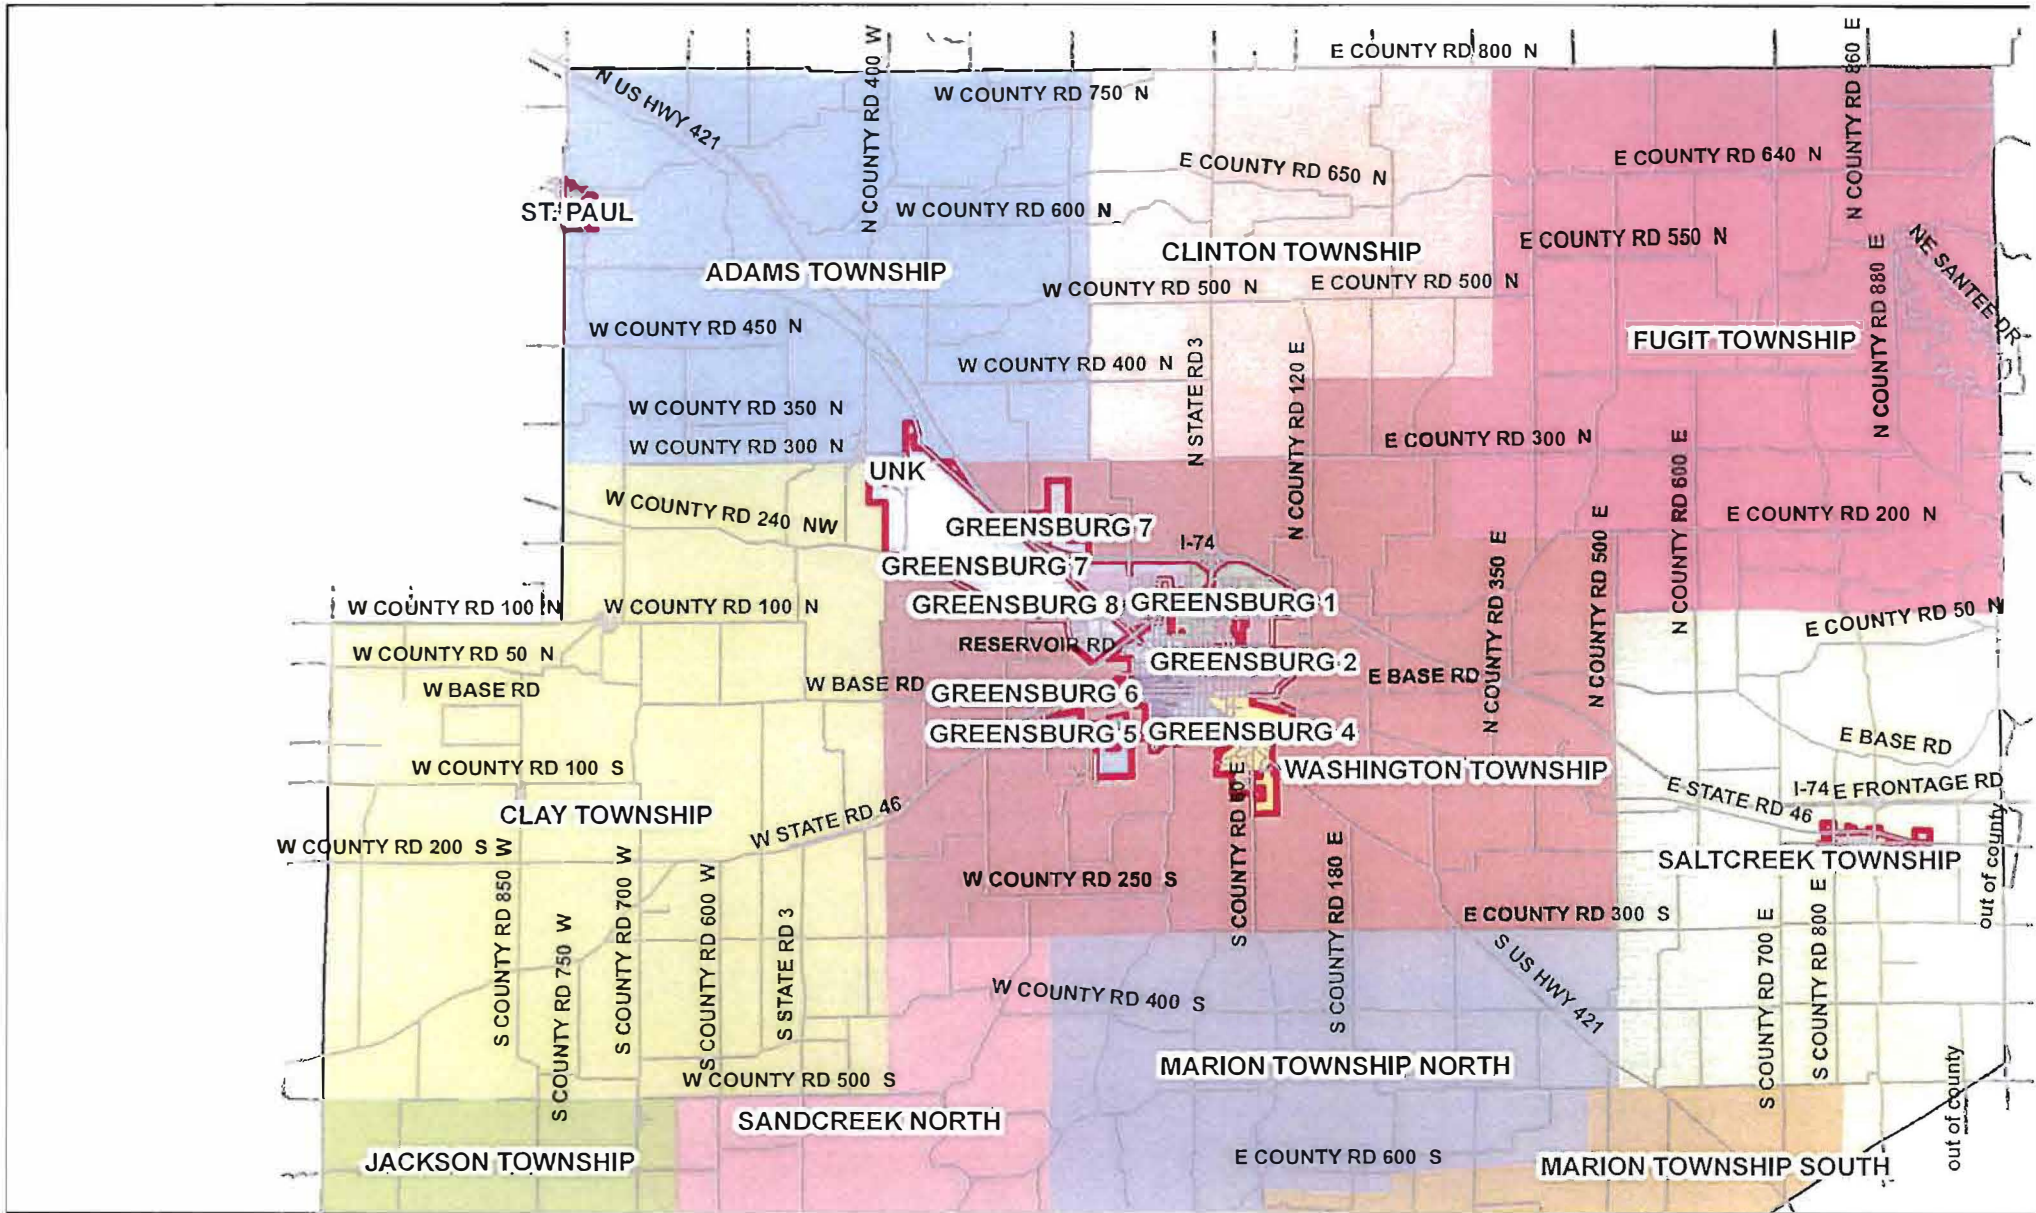 E COUNTY RD 800 N
N US HWY 421
N COUNTY RD 400 W
W COUNTY RD 750 N
N COUNTY RD 860 E
E COUNTY RD 650 N
E COUNTY RD 640 N
ST. PAUL
W COUNTY RD 600 N
E COUNTY RD 550 N
NE SANTEE DR
CLINTON TOWNSHIP
ADAMS TOWNSHIP
W COUNTY RD 500 N
E COUNTY RD 500 N
N COUNTY RD 880 E
W COUNTY RD 450 N
FUGIT TOWNSHIP
W COUNTY RD 400 N
N STATE RD 3
N COUNTY RD 120 E
W COUNTY RD 350 N
W COUNTY RD 300 N
E COUNTY RD 300 N
UNK
W COUNTY RD 240 NW
GREENSBURG 7
N COUNTY RD 600 E
E COUNTY RD 200 N
I-74
N COUNTY RD 350 E
N COUNTY RD 500 E
GREENSBURG 7
W COUNTY RD 100 N
W COUNTY RD 100 N
GREENSBURG 8
GREENSBURG 1
E COUNTY RD 50 N
RESERVOIR RD
W COUNTY RD 50 N
GREENSBURG 2
W BASE RD
W BASE RD
E BASE RD
GREENSBURG 6
GREENSBURG 5
GREENSBURG 4
E BASE RD
W COUNTY RD 100 S
WASHINGTON TOWNSHIP
I-74
E FRONTAGE RD
E STATE RD 46
CLAY TOWNSHIP
W STATE RD 46
S COUNTY RD 60 E
W COUNTY RD 200 S
SALTCREEK TOWNSHIP
out of county
W COUNTY RD 250 S
S COUNTY RD 850 W
S COUNTY RD 750 W
S COUNTY RD 700 W
S COUNTY RD 600 W
S STATE RD 3
S COUNTY RD 180 E
E COUNTY RD 300 S
S US HWY 421
S COUNTY RD 700 E
S COUNTY RD 800 E
W COUNTY RD 400 S
MARION TOWNSHIP NORTH
W COUNTY RD 500 S
out of county
SANDCREEK NORTH
JACKSON TOWNSHIP
E COUNTY RD 600 S
MARION TOWNSHIP SOUTH